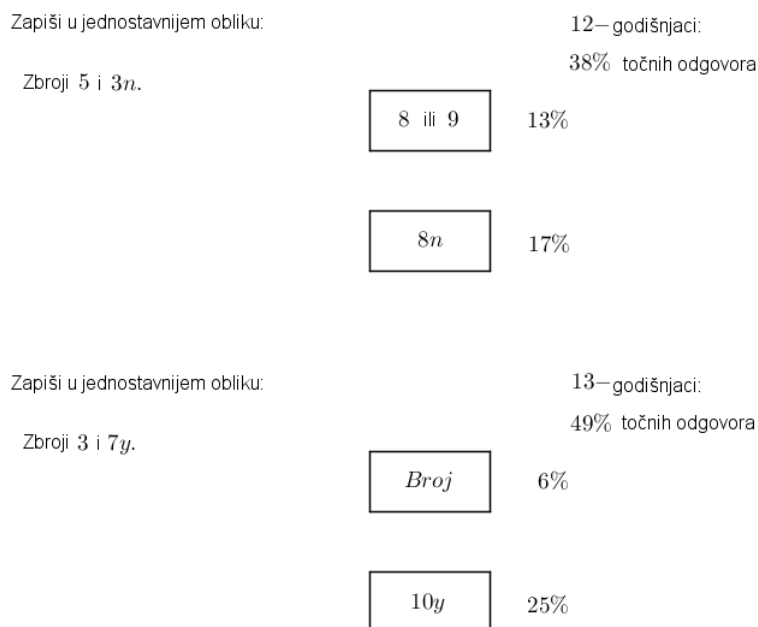 Zapiši u jednostavnijem obliku:
12–godišnjaci:
38% točnih odgovora
Zbroji 5 i 3n.
8 ili 9 13%
8n 17%
Zapiši u jednostavnijem obliku:
13–godišnjaci:
49% točnih odgovora
Zbroji 3 i 7y.
Broj 6%
10y 25%